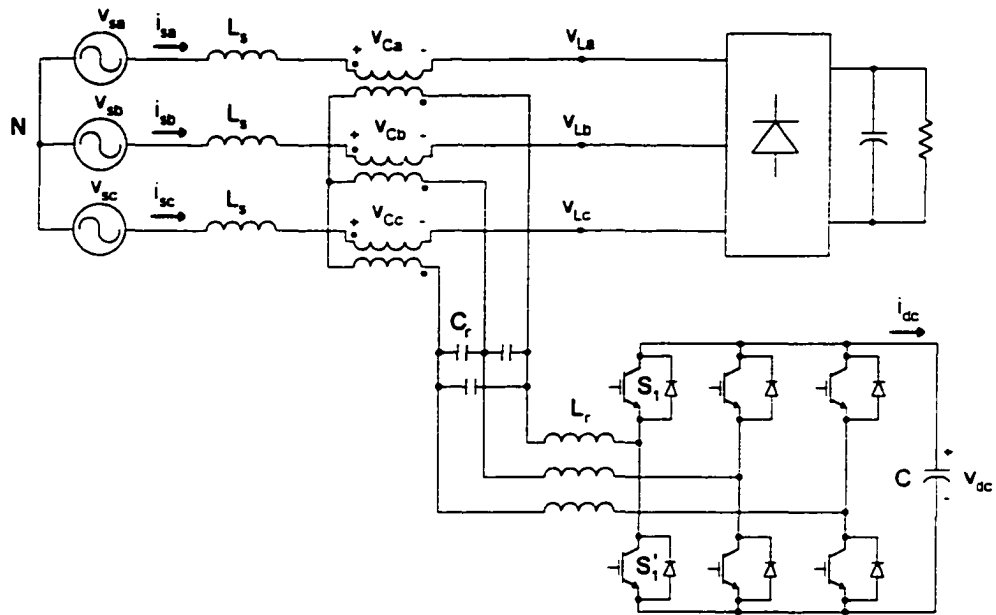 v_sa i_sa L_s + v_Ca - v_La
N
v_sb i_sb L_s + v_Cb - v_Lb
v_sc i_sc L_s + v_Cc - v_Lc
C_r
i_dc
S_1
L_r
C + v_dc -
S'_1